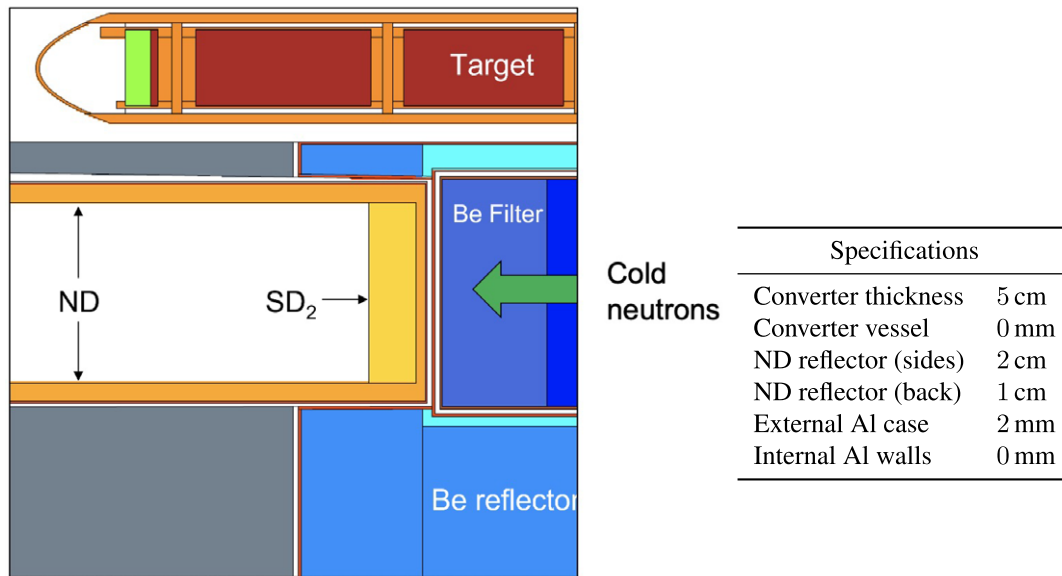 Target
Be Filter
ND
SD₂
Cold
neutrons
Be reflector
Specifications
Converter thickness 5 cm
Converter vessel 0 mm
ND reflector (sides) 2 cm
ND reflector (back) 1 cm
External Al case 2 mm
Internal Al walls 0 mm